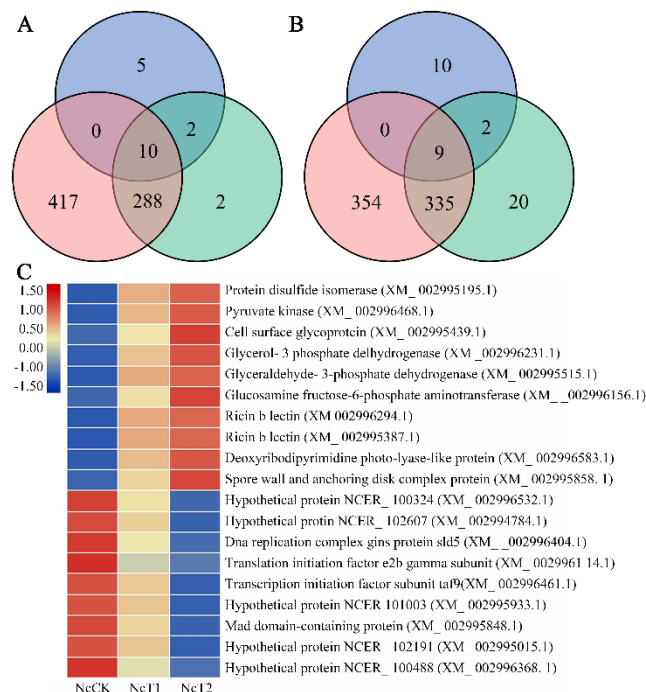 A
B
5
10
0
10
2
0
9
2
417
288
2
354
335
20
C
1.50
1.00
0.50
0.00
-0.50
-1.00
-1.50
Protein disulfide isomerase (XM_ 002995195.1)
Pyruvate kinase (XM_ 002996468.1)
Cell surface glycoprotcin (XM_ 002995439.1)
Glycerol- 3 phosphate delhydrogenase (XM_ 002996231.1)
Glyceraldehyde- 3-phosphate dehydrogenase (XM_ 002995515.1)
Glucosamine fructose-6-phosphate aminotransferase (XM_ _002996156.1)
Ricin b lectin (XM 002996294.1)
Ricin b lcctin (XM_ 002995387.1)
Deoxyribodipyrimidine photo-lyase-like protein (XM_ 002996583.1)
Spore wall and anchoring disk complex protein (XM_ 002995858. 1)
Hypothetical protein NCER_ 100324 (XM_ 002996532.1)
Hypothetical protin NCER_ 102607 (XM_ 002994784.1)
Dna replication complex gins protein sld5 (XM_ _002996404.1)
Translation initiation factor e2b gamma subunit (XM_ 0029961 14.1)
Transcription initiation factor subunit taf9(XM_ 002996461.1)
Hypothetical protein NCER 101003 (XM_ 002995933.1)
Mad domain-containing protein (XM_ 002995848.1)
Hypothetical protein NCER_ 102191 (XM_ 002995015.1)
Hypothetical protein NCER_ 100488 (XM_ 002996368. 1)
NcCK NcT1 NcT2